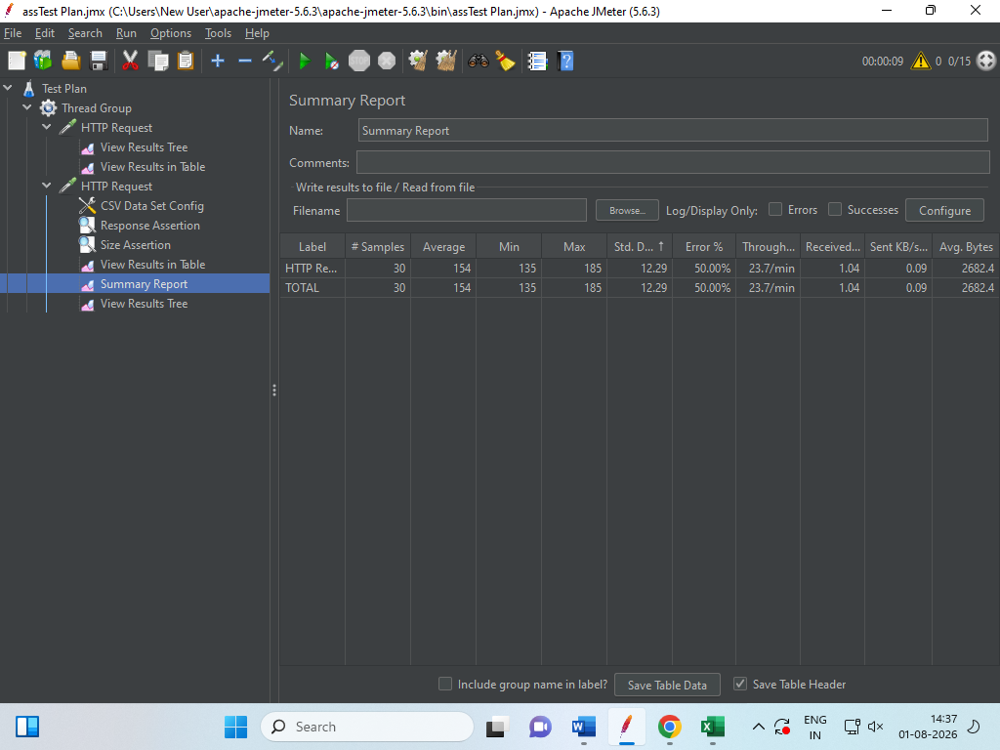 assTest Plan.jmx (C:\Users\New User\apache-jmeter-5.6.3\apache-jmeter-5.6.3\bin\assTest Plan.jmx) - Apache JMeter (5.6.3)
File Edit Search Run Options Tools Help
STOP 00:00:09 0 0/15
Test Plan
Thread Group
HTTP Request
View Results Tree
View Results in Table
HTTP Request
CSV Data Set Config
Response Assertion
Size Assertion
View Results in Table
Summary Report
View Results Tree
Summary Report
Name: Summary Report
Comments:
Write results to file / Read from file
Filename Browse... Log/Display Only: Errors Successes Configure
Label # Samples Average Min Max Std. D... ↑ Error % Through... Received... Sent KB/s... Avg. Bytes
HTTP Re... 30 154 135 185 12.29 50.00% 23.7/min 1.04 0.09 2682.4
TOTAL 30 154 135 185 12.29 50.00% 23.7/min 1.04 0.09 2682.4
Include group name in label? Save Table Data Save Table Header
Search
ENG
IN
14:37
01-08-2026